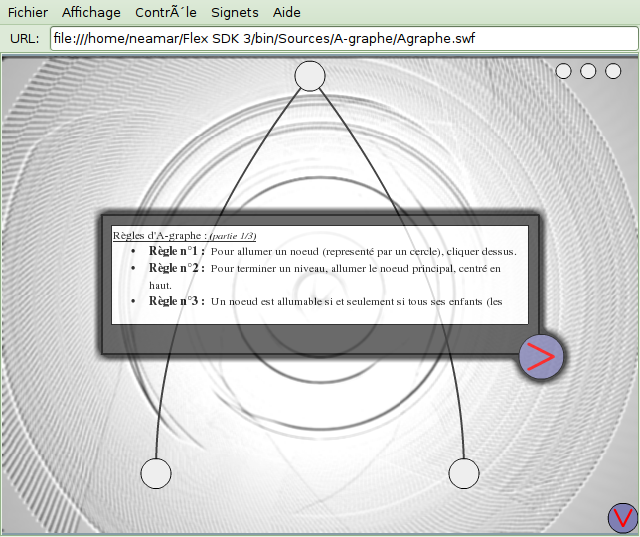 Fichier Affichage ContrÃ´le Signets Aide
URL: file:///home/neamar/Flex SDK 3/bin/Sources/A-graphe/Agraphe.swf
Règles d'A-graphe : (partie 1/3)
• Règle n°1 : Pour allumer un noeud (representé par un cercle), cliquer dessus.
• Règle n°2 : Pour terminer un niveau, allumer le noeud principal, centré en
haut.
• Règle n°3 : Un noeud est allumable si et seulement si tous ses enfants (les